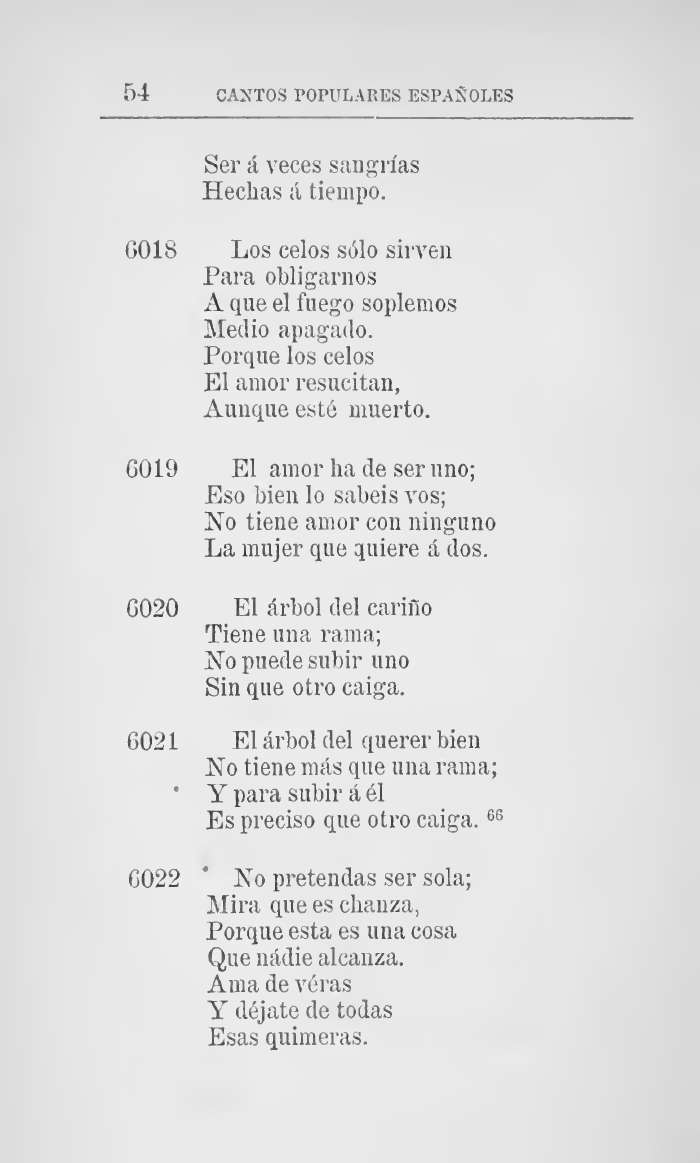 54 CANTOS POPULARES ESPAÑOLES
Ser á veces sangrías
Hechas á tiempo.
6018 Los celos sólo sirven
Para obligarnos
A que el fuego soplemos
Medio apagado.
Porque los celos
El amor resucitan,
Aunque esté muerto.
6019 El amor ha de ser uno;
Eso bien lo sabeis vos;
No tiene amor con ninguno
La mujer que quiere á dos.
6020 El árbol del cariño
Tiene una rama;
No puede subir uno
Sin que otro caiga.
6021 El árbol del querer bien
No tiene más que una rama;
Y para subir á él
Es preciso que otro caiga. 66
6022 No pretendas ser sola;
Mira que es chanza,
Porque esta es una cosa
Que nádie alcanza.
Ama de véras
Y déjate de todas
Esas quimeras.